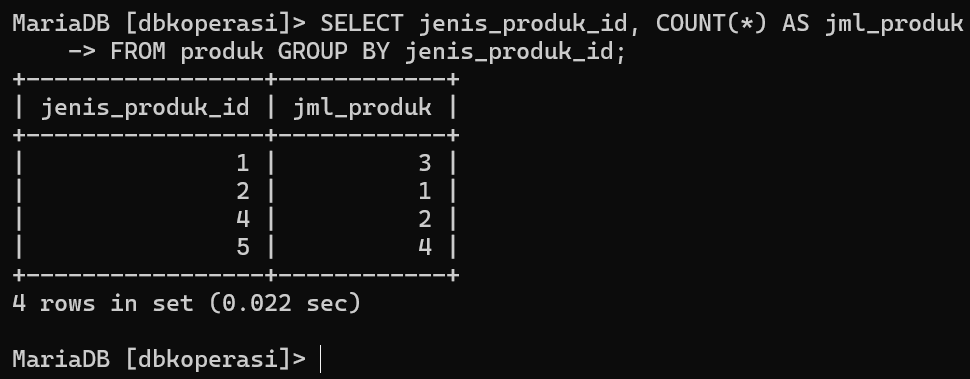 MariaDB [dbkoperasi]> SELECT jenis_produk_id, COUNT(*) AS jml_produk
    -> FROM produk GROUP BY jenis_produk_id;
+-----------------+------------+
| jenis_produk_id | jml_produk |
+-----------------+------------+
|               1 |          3 |
|               2 |          1 |
|               4 |          2 |
|               5 |          4 |
+-----------------+------------+
4 rows in set (0.022 sec)
MariaDB [dbkoperasi]>